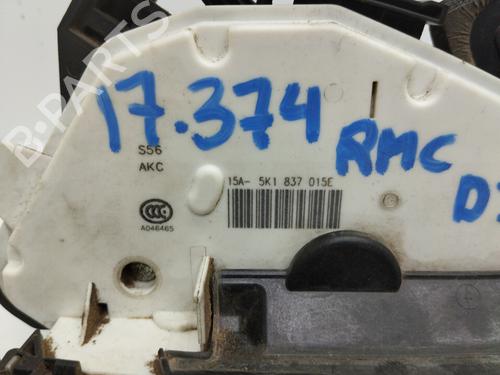 17.374
RMC
S56
AKC
15A- 5K1 837 015E
A046465
B-PARTS